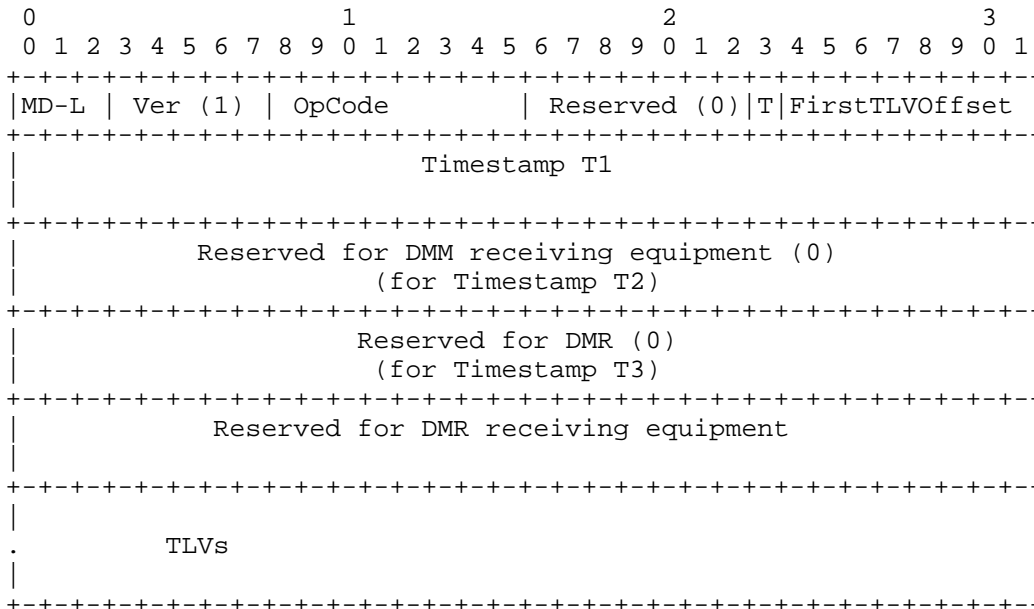 0                   1                   2                   3
 0 1 2 3 4 5 6 7 8 9 0 1 2 3 4 5 6 7 8 9 0 1 2 3 4 5 6 7 8 9 0 1
+-+-+-+-+-+-+-+-+-+-+-+-+-+-+-+-+-+-+-+-+-+-+-+-+-+-+-+-+-+-+-+-
|MD-L | Ver (1) | OpCode        | Reserved (0)|T|FirstTLVOffset
+-+-+-+-+-+-+-+-+-+-+-+-+-+-+-+-+-+-+-+-+-+-+-+-+-+-+-+-+-+-+-+-
|                         Timestamp T1
|
+-+-+-+-+-+-+-+-+-+-+-+-+-+-+-+-+-+-+-+-+-+-+-+-+-+-+-+-+-+-+-+-
|           Reserved for DMM receiving equipment (0)
|                      (for Timestamp T2)
+-+-+-+-+-+-+-+-+-+-+-+-+-+-+-+-+-+-+-+-+-+-+-+-+-+-+-+-+-+-+-+-
|                     Reserved for DMR (0)
|                      (for Timestamp T3)
+-+-+-+-+-+-+-+-+-+-+-+-+-+-+-+-+-+-+-+-+-+-+-+-+-+-+-+-+-+-+-+-
|            Reserved for DMR receiving equipment
|
+-+-+-+-+-+-+-+-+-+-+-+-+-+-+-+-+-+-+-+-+-+-+-+-+-+-+-+-+-+-+-+-
|
.         TLVs
|
+-+-+-+-+-+-+-+-+-+-+-+-+-+-+-+-+-+-+-+-+-+-+-+-+-+-+-+-+-+-+-+-